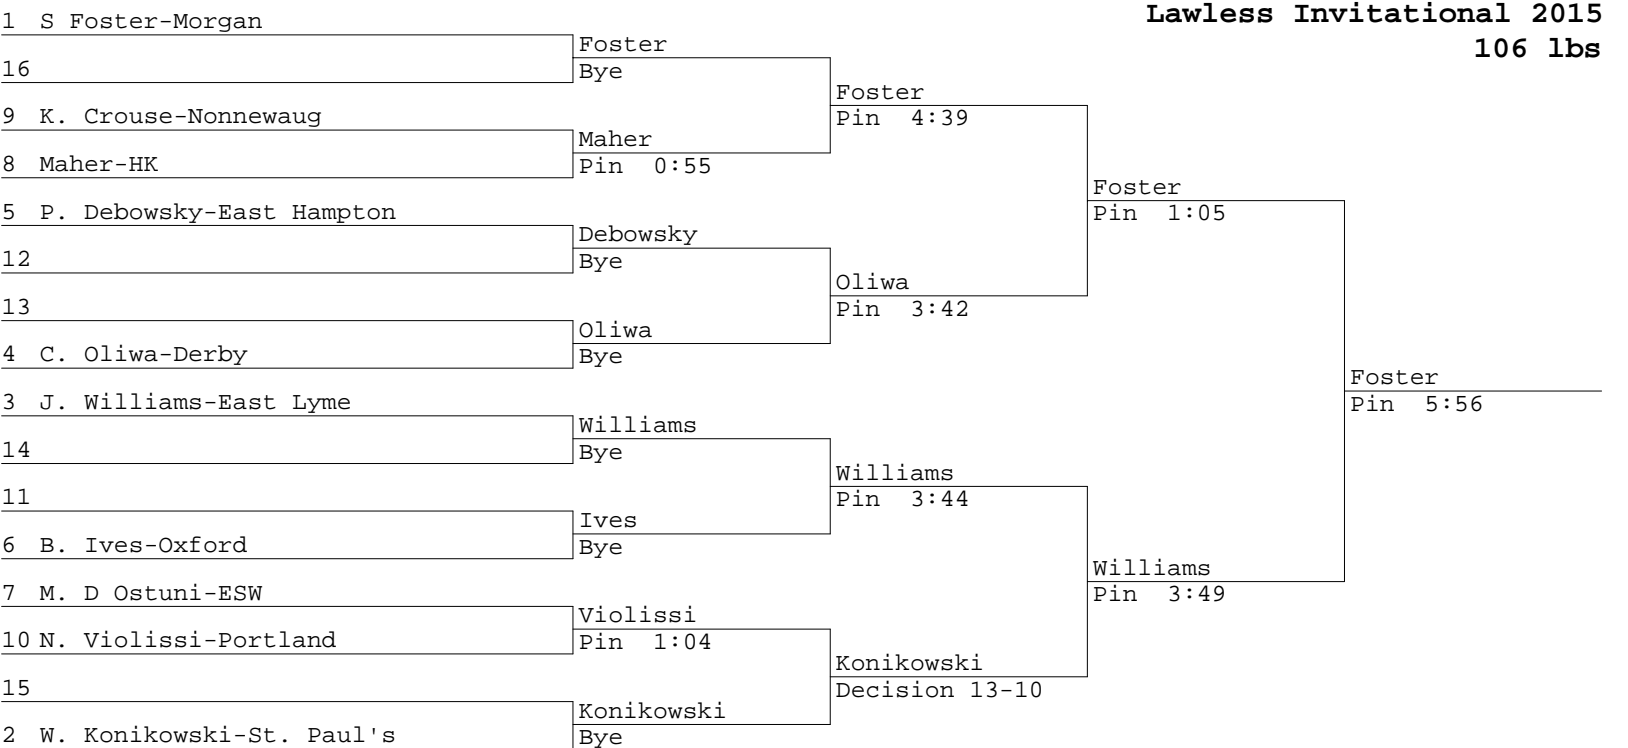 Lawless Invitational 2015
106 lbs
1 S Foster-Morgan
16
9 K. Crouse-Nonnewaug
8 Maher-HK
5 P. Debowsky-East Hampton
12
13
4 C. Oliwa-Derby
3 J. Williams-East Lyme
14
11
6 B. Ives-Oxford
7 M. D Ostuni-ESW
10 N. Violissi-Portland
15
2 W. Konikowski-St. Paul's
Foster
Bye
Maher
Pin 0:55
Debowsky
Bye
Oliwa
Bye
Williams
Bye
Ives
Bye
Violissi
Pin 1:04
Konikowski
Bye
Foster
Pin 4:39
Oliwa
Pin 3:42
Williams
Pin 3:44
Konikowski
Decision 13-10
Foster
Pin 1:05
Williams
Pin 3:49
Foster
Pin 5:56